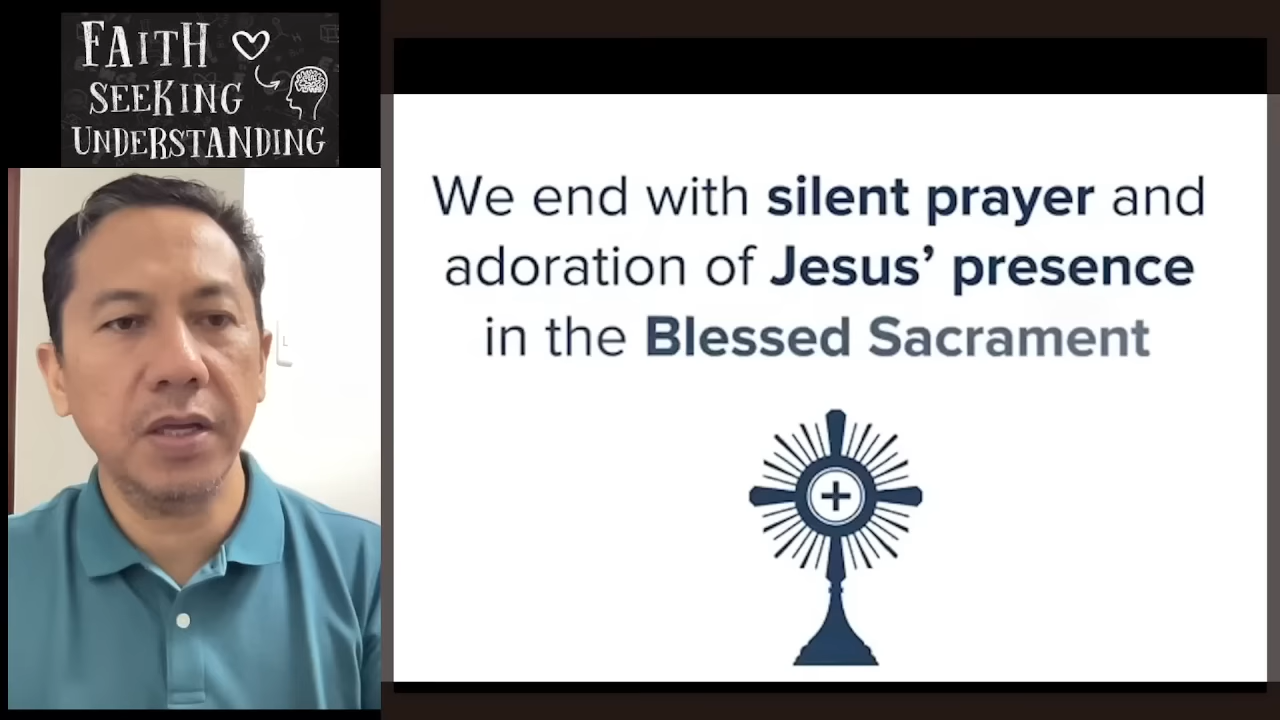 FAITH
SEEKING
UNDERSTANDING
We end with silent prayer and
adoration of Jesus’ presence
in the Blessed Sacrament